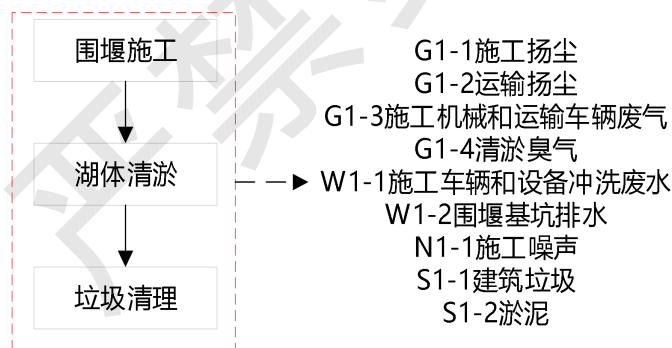 围堰施工
湖体清淤
垃圾清理
G1-1施工扬尘
G1-2运输扬尘
G1-3施工机械和运输车辆废气
G1-4清淤臭气
W1-1施工车辆和设备冲洗废水
W1-2围堰基坑排水
N1-1施工噪声
S1-1建筑垃圾
S1-2淤泥
严禁